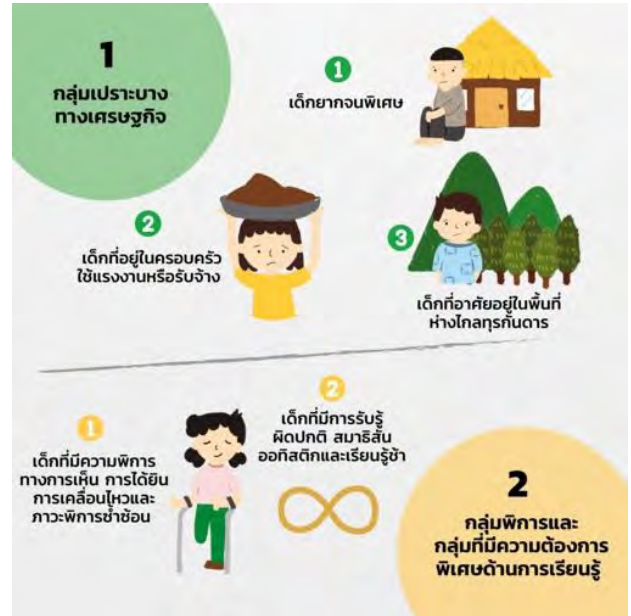 1
กลุ่มเปราะบาง
ทางเศรษฐกิจ
1
เด็กยากจนพิเศษ
2
เด็กที่อยู่ในครอบครัว
ใช้แรงงานหรือรับจ้าง
3
เด็กที่อาศัยอยู่ในพื้นที่
ห่างไกลทุรกันดาร
1
เด็กที่มีความพิการ
ทางการเห็น การได้ยิน
การเคลื่อนไหวและ
ภาวะพิการซ้ำซ้อน
2
เด็กที่มีการรับรู้
ผิดปกติ สมาธิสั้น
ออทิสติกและเรียนรู้ช้า
2
กลุ่มพิการและ
กลุ่มที่มีความต้องการ
พิเศษด้านการเรียนรู้